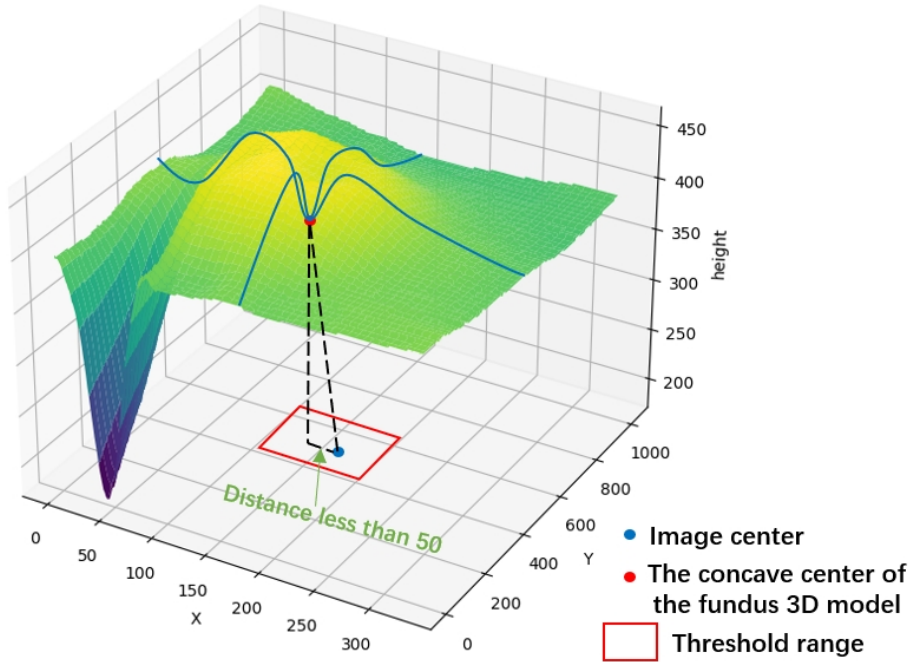 450
400
350
300
250
200
height
1000
800
600
400
200
0
Y
0
50
100
150
200
250
300
X
Distance less than 50
Image center
The concave center of
the fundus 3D model
Threshold range